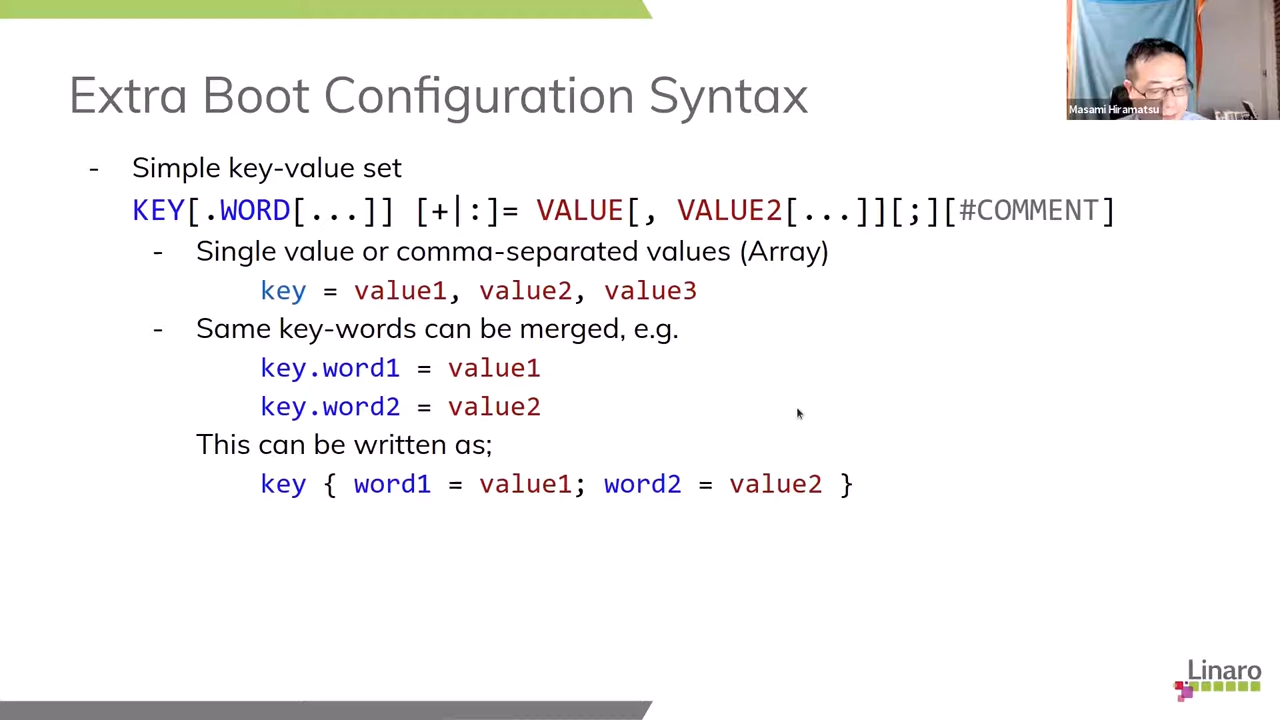 Extra Boot Configuration Syntax
Masami Hiramatsu
- Simple key-value set
KEY[.WORD[...]] [+|:]= VALUE[, VALUE2[...]][;][#COMMENT]
- Single value or comma-separated values (Array)
key = value1, value2, value3
- Same key-words can be merged, e.g.
key.word1 = value1
key.word2 = value2
This can be written as;
key { word1 = value1; word2 = value2 }
Linaro